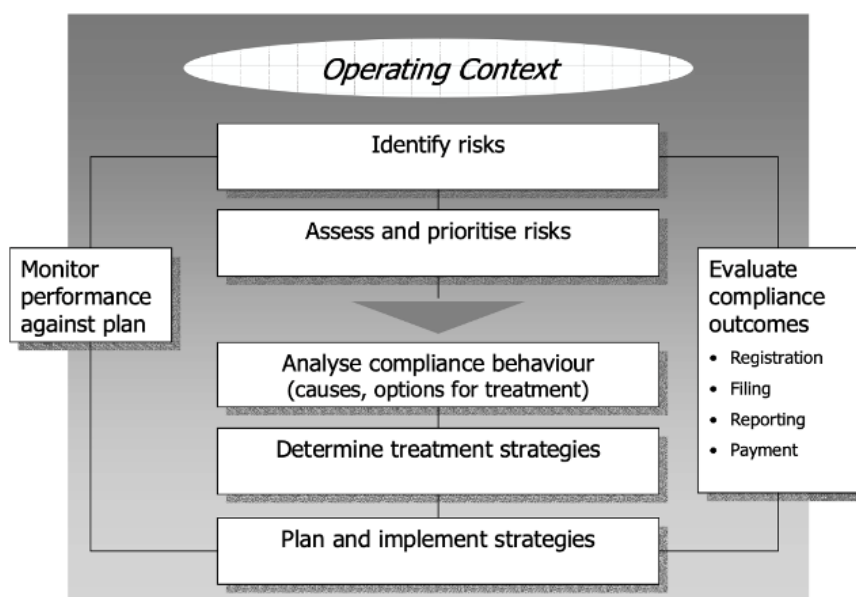 Operating Context
Identify risks
Assess and prioritise risks
Monitor
performance
against plan
Evaluate
compliance
outcomes
• Registration
• Filing
• Reporting
• Payment
Analyse compliance behaviour
(causes, options for treatment)
Determine treatment strategies
Plan and implement strategies